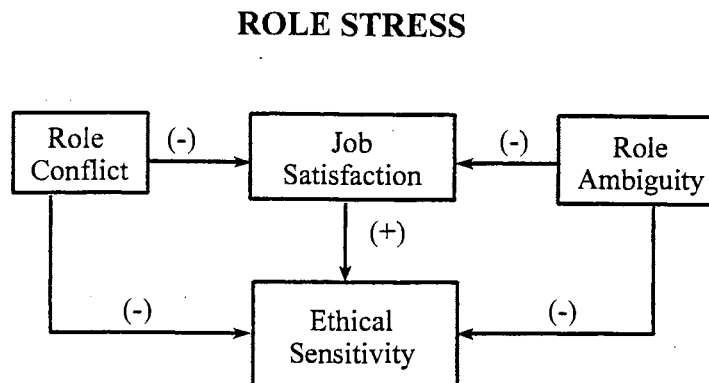 ROLE STRESS
Role
Conflict
(-)
Job
Satisfaction
(-)
Role
Ambiguity
(+)
(-)
Ethical
Sensitivity
(-)